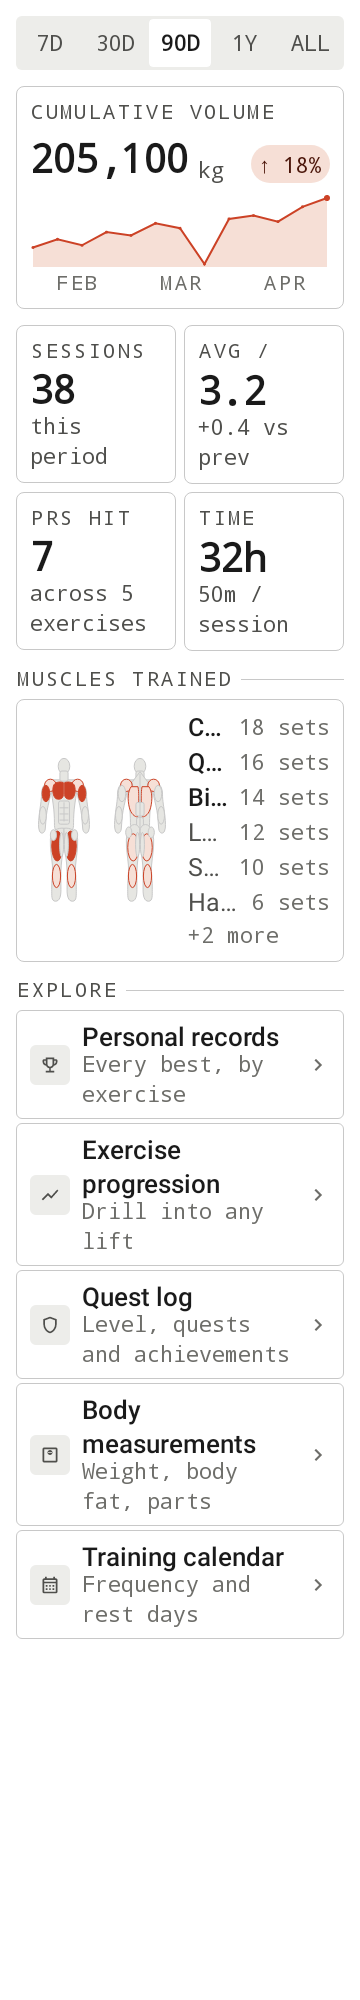 7D 30D 90D 1Y ALL
CUMULATIVE VOLUME
205,100 kg ↑ 18%
FEB MAR APR
SESSIONS
38
this
period
AVG /
3.2
+0.4 vs
prev
PRS HIT
7
across 5
exercises
TIME
32h
50m /
session
MUSCLES TRAINED
C… 18 sets
Q… 16 sets
Bi… 14 sets
L… 12 sets
S… 10 sets
Ha… 6 sets
+2 more
EXPLORE
Personal records
Every best, by
exercise
Exercise
progression
Drill into any
lift
Quest log
Level, quests
and achievements
Body
measurements
Weight, body
fat, parts
Training calendar
Frequency and
rest days